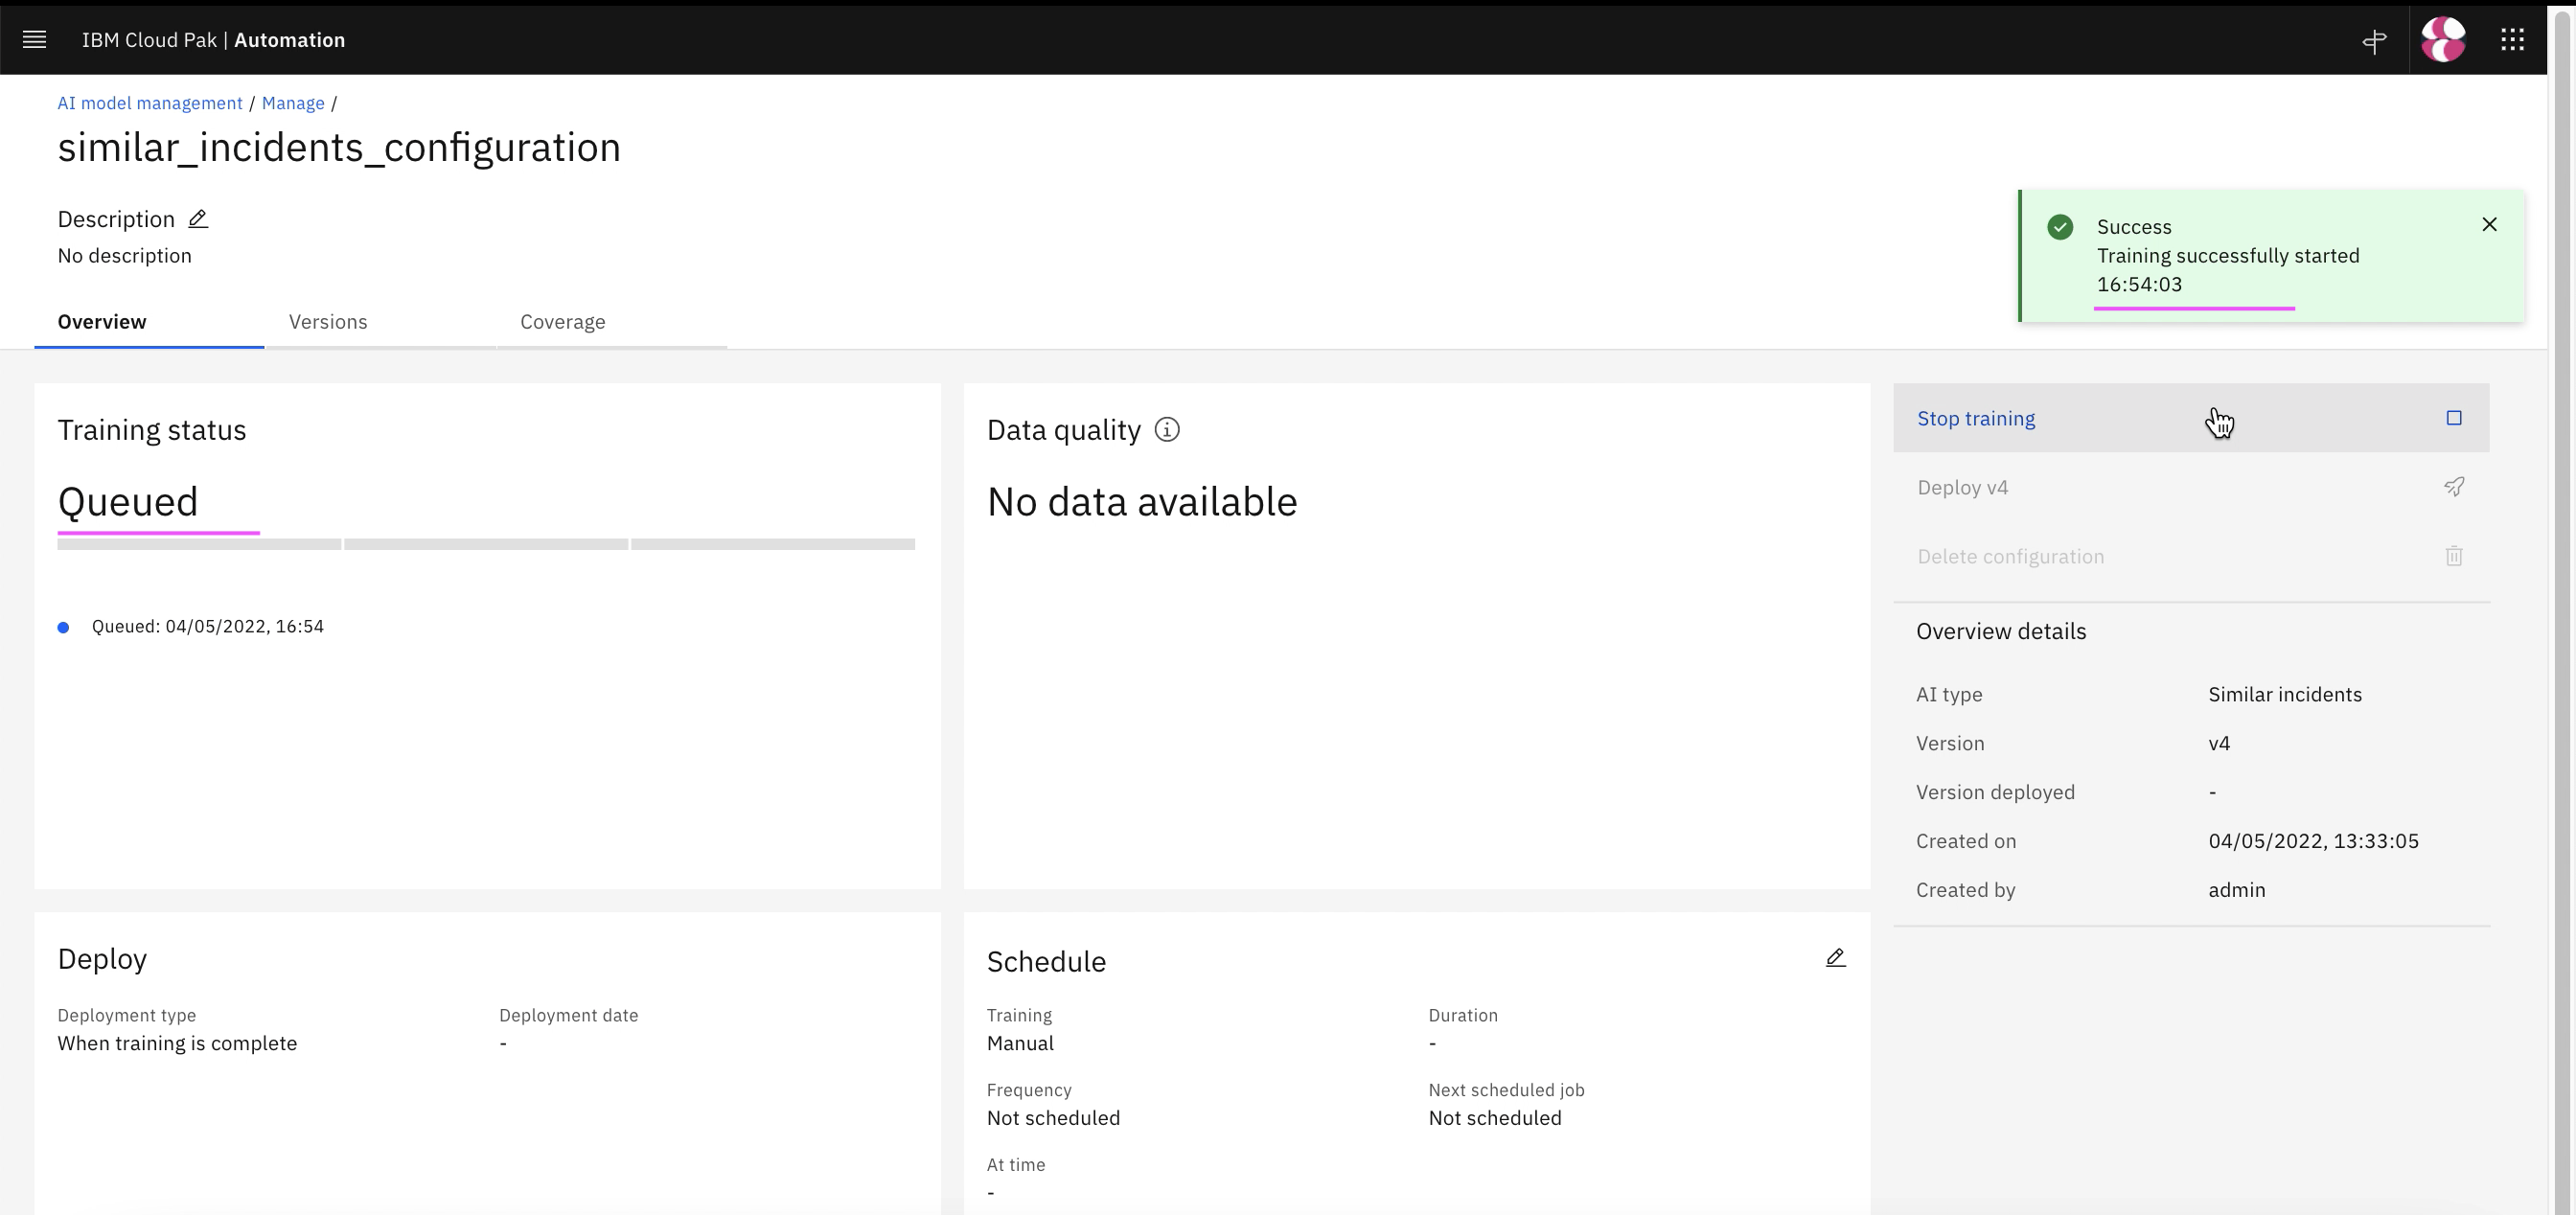 IBM Cloud Pak | Automation
AI model management / Manage /
similar_incidents_configuration
Description
No description
Success
Training successfully started
16:54:03
Overview
Versions
Coverage
Training status
Queued
Queued: 04/05/2022, 16:54
Data quality
No data available
Stop training
Deploy v4
Delete configuration
Overview details
AI type Similar incidents
Version v4
Version deployed -
Created on 04/05/2022, 13:33:05
Created by admin
Deploy
Deployment type
When training is complete
Deployment date
-
Schedule
Training
Manual
Duration
-
Frequency
Not scheduled
Next scheduled job
Not scheduled
At time
-